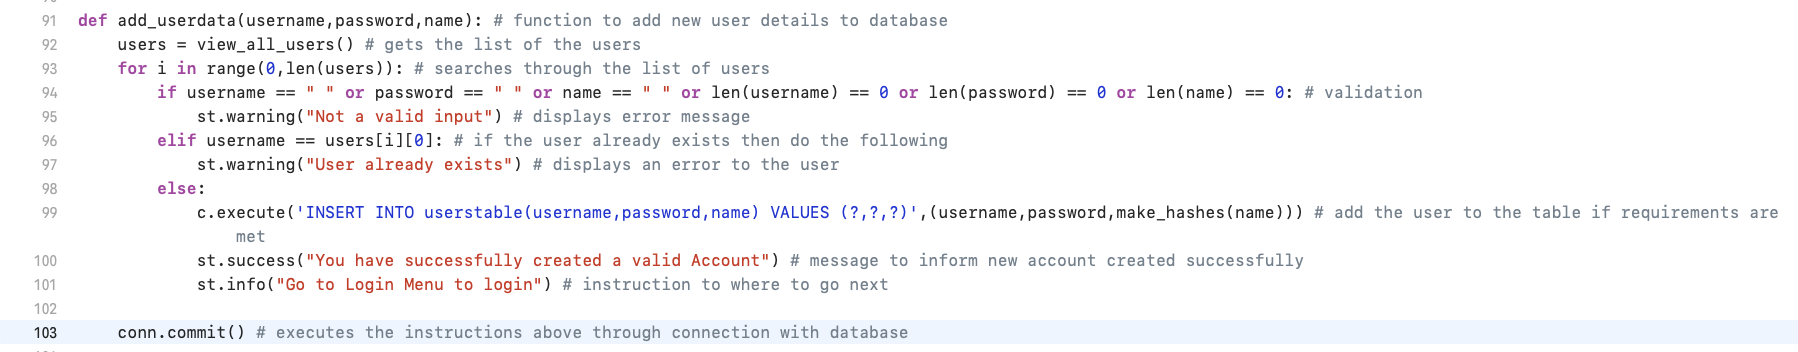 91 def add_userdata(username,password,name): # function to add new user details to database
92     users = view_all_users() # gets the list of the users
93     for i in range(0,len(users)): # searches through the list of users
94         if username == " " or password == " " or name == " " or len(username) == 0 or len(password) == 0 or len(name) == 0: # validation
95             st.warning("Not a valid input") # displays error message
96         elif username == users[i][0]: # if the user already exists then do the following
97             st.warning("User already exists") # displays an error to the user
98         else:
99             c.execute('INSERT INTO userstable(username,password,name) VALUES (?,?,?)',(username,password,make_hashes(name))) # add the user to the table if requirements are
                met
100             st.success("You have successfully created a valid Account") # message to inform new account created successfully
101             st.info("Go to Login Menu to login") # instruction to where to go next
102
103     conn.commit() # executes the instructions above through connection with database